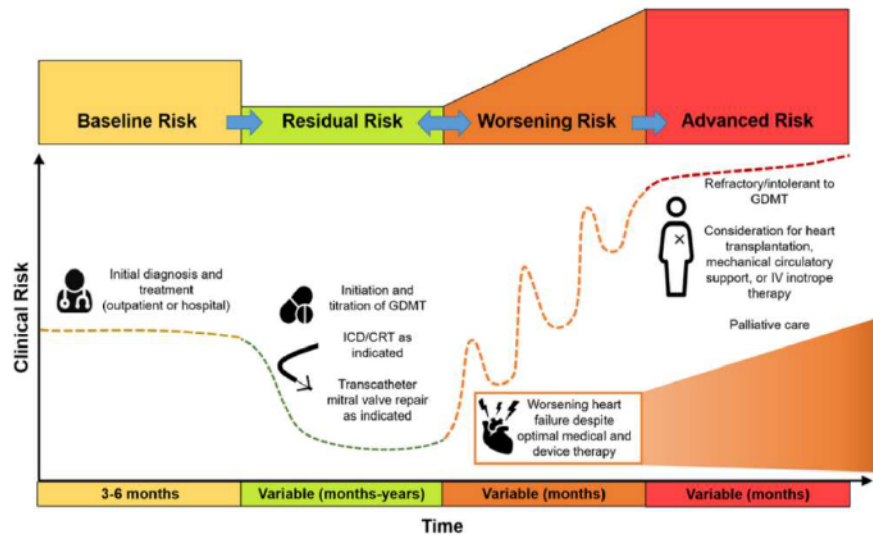 Baseline Risk
Residual Risk
Worsening Risk
Advanced Risk
Clinical Risk
Initial diagnosis and
treatment
(outpatient or hospital)
Initiation and
titration of GDMT
ICD/CRT as
indicated
Transcatheter
mitral valve repair
as indicated
Worsening heart
failure despite
optimal medical and
device therapy
Refractory/intolerant to
GDMT
Consideration for heart
transplantation,
mechanical circulatory
support, or IV inotrope
therapy
Palliative care
3-6 months
Variable (months-years)
Variable (months)
Variable (months)
Time